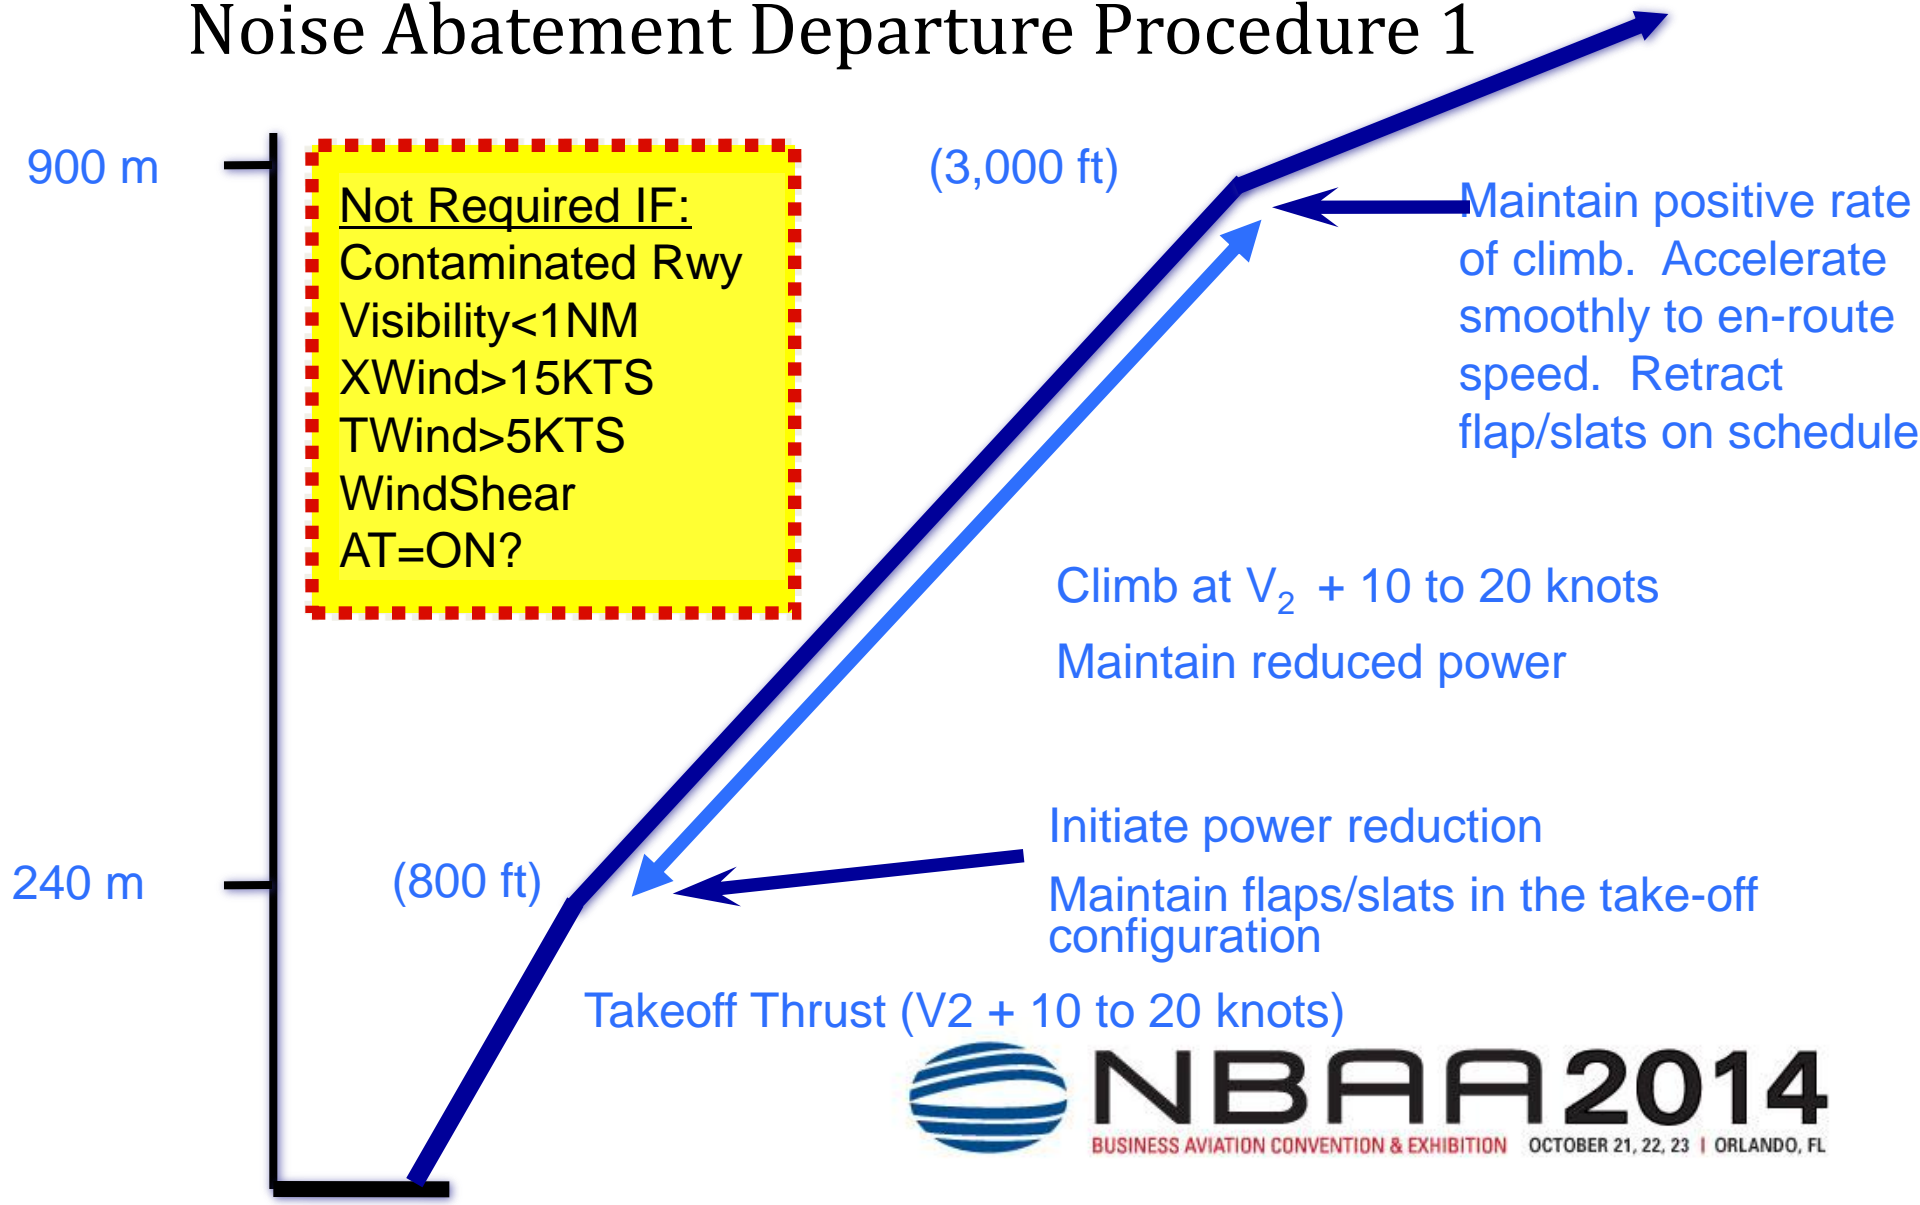 Noise Abatement Departure Procedure 1
900 m
(3,000 ft)
Not Required IF:
Contaminated Rwy
Visibility<1NM
XWind>15KTS
TWind>5KTS
WindShear
AT=ON?
Maintain positive rate
of climb.  Accelerate
smoothly to en-route
speed.  Retract
flap/slats on schedule
Climb at V₂ + 10 to 20 knots
Maintain reduced power
240 m
(800 ft)
Initiate power reduction
Maintain flaps/slats in the take-off
configuration
Takeoff Thrust (V2 + 10 to 20 knots)
NBAA2014
BUSINESS AVIATION CONVENTION & EXHIBITION OCTOBER 21, 22, 23 | ORLANDO, FL